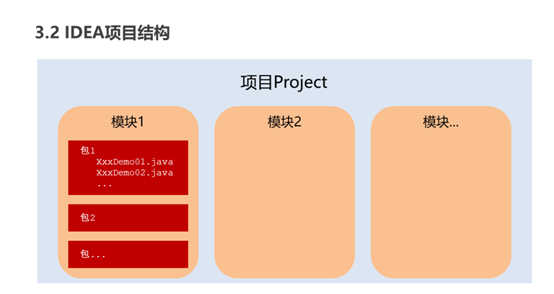 3.2 IDEA项目结构
项目Project
模块1
模块2
模块...
包1
XxxDemo01.java
XxxDemo02.java
...
包2
包...